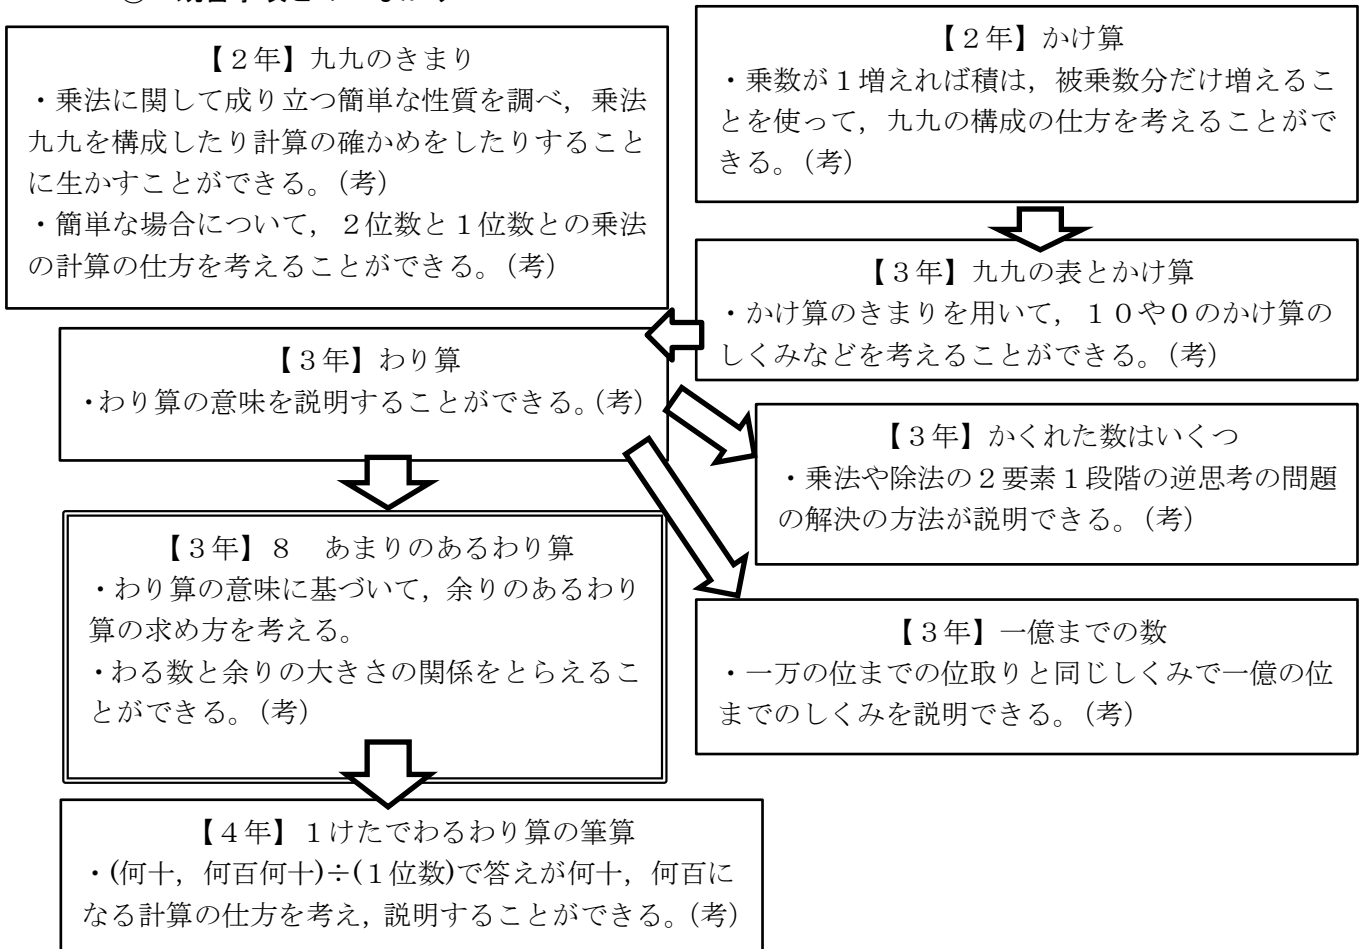 【２年】九九のきまり
・乗法に関して成り立つ簡単な性質を調べ，乗法
九九を構成したり計算の確かめをしたりすること
に生かすことができる。（考）
・簡単な場合について，２位数と１位数との乗法
の計算の仕方を考えることができる。（考）
【２年】かけ算
・乗数が１増えれば積は，被乗数分だけ増えるこ
とを使って，九九の構成の仕方を考えることがで
きる。（考）
【３年】九九の表とかけ算
・かけ算のきまりを用いて，１０や０のかけ算の
しくみなどを考えることができる。（考）
【３年】わり算
・わり算の意味を説明することができる。（考）
【３年】かくれた数はいくつ
・乗法や除法の２要素１段階の逆思考の問題
の解決の方法が説明できる。（考）
【３年】８　あまりのあるわり算
・わり算の意味に基づいて，余りのあるわり
算の求め方を考える。
・わる数と余りの大きさの関係をとらえるこ
とができる。（考）
【３年】一億までの数
・一万の位までの位取りと同じしくみで一億の位
までのしくみを説明できる。（考）
【４年】１けたでわるわり算の筆算
・(何十，何百何十)÷(１位数)で答えが何十，何百に
なる計算の仕方を考え，説明することができる。（考）